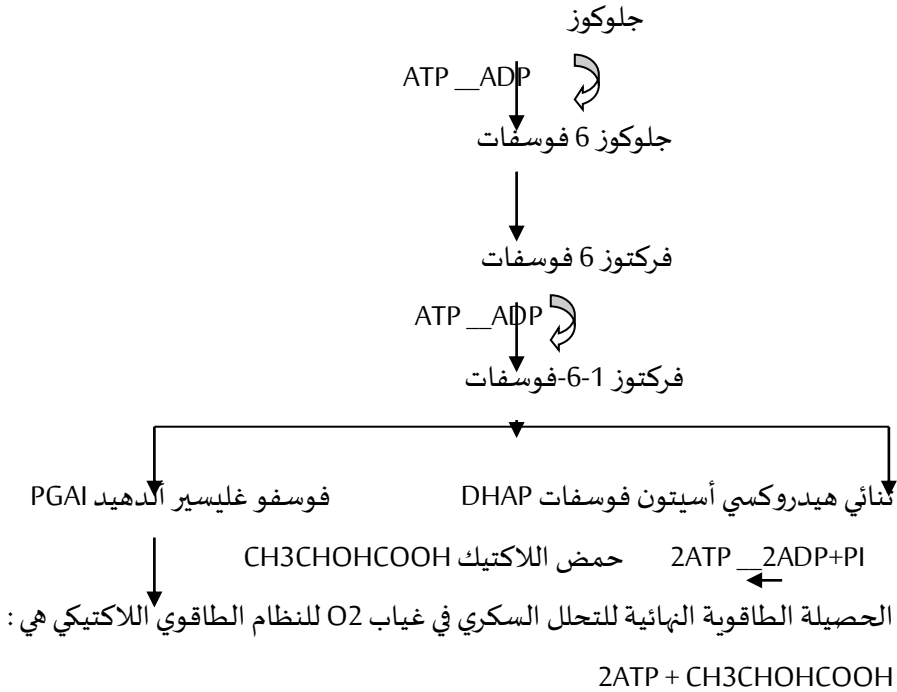 جلوكوز
ATP __ADP
جلوكوز 6 فوسفات
فركتوز 6 فوسفات
ATP __ADP
فركتوز 1-6-فوسفات
ثنائي هيدروكسي أسيتون فوسفات DHAP فوسفو غليسير ألدهيد PGAl
2ATP __2ADP+PI حمض اللاكتيك CH3CHOHCOOH
الحصيلة الطاقوية النهائية للتحلل السكري في غياب O2 للنظام الطاقوي اللاكتيكي هي :
2ATP + CH3CHOHCOOH